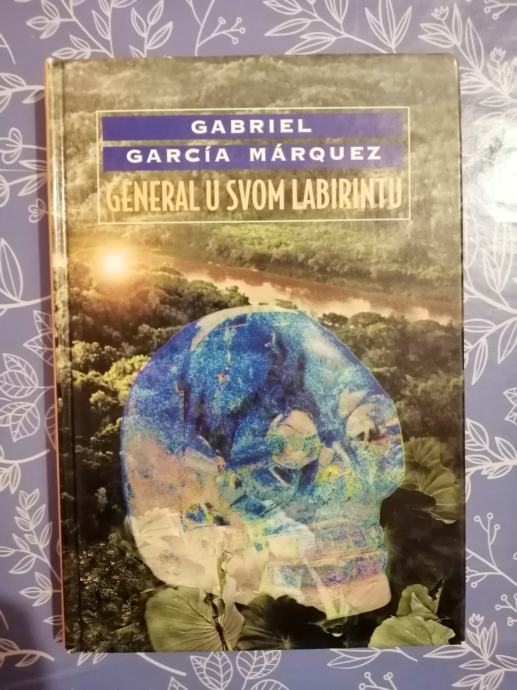 GABRIEL
GARCÍA MÁRQUEZ
GENERAL U SVOM LABIRINTU